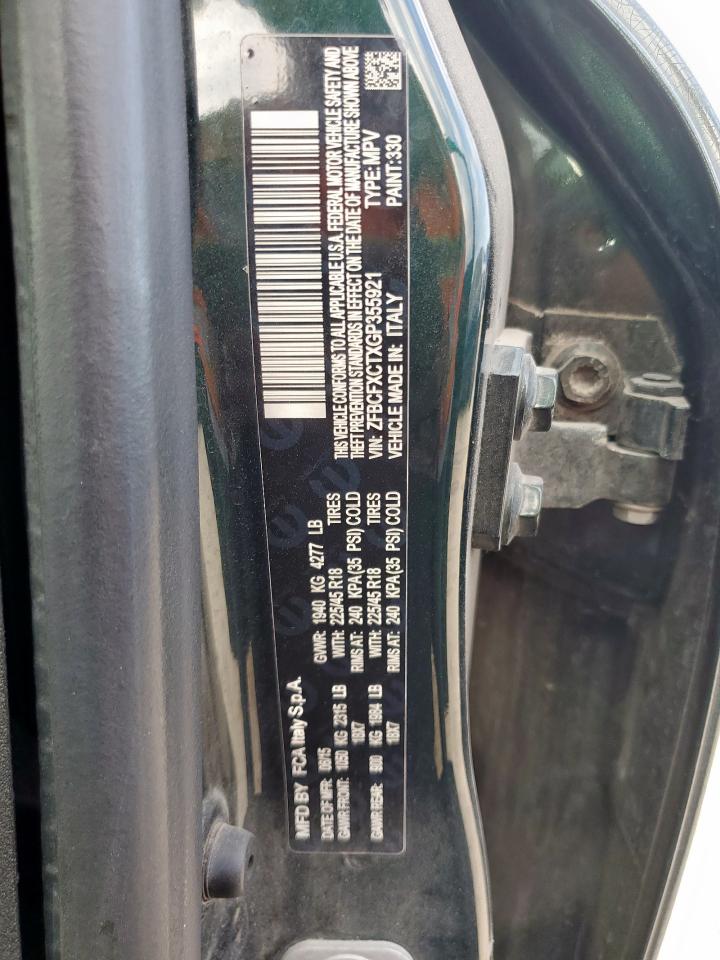 MFD BY FCA Italy S.p.A.
DATE OF MFR: 06/15 GVWR: 1940 KG 4277 LB
GAWR FRONT: 1050 KG 2315 LB WITH: 225/45 R18 TIRES
18X7 RIMS AT: 240 KPA(35 PSI) COLD
GAWR REAR: 900 KG 1984 LB WITH: 225/45 R18 TIRES
18X7 RIMS AT: 240 KPA(35 PSI) COLD
THIS VEHICLE CONFORMS TO ALL APPLICABLE U.S.A. FEDERAL MOTOR VEHICLE SAFETY AND
THEFT PREVENTION STANDARDS IN EFFECT ON THE DATE OF MANUFACTURE SHOWN ABOVE
VIN: ZFBCFXCTXGP355921 TYPE: MPV
VEHICLE MADE IN: ITALY PAINT: 330